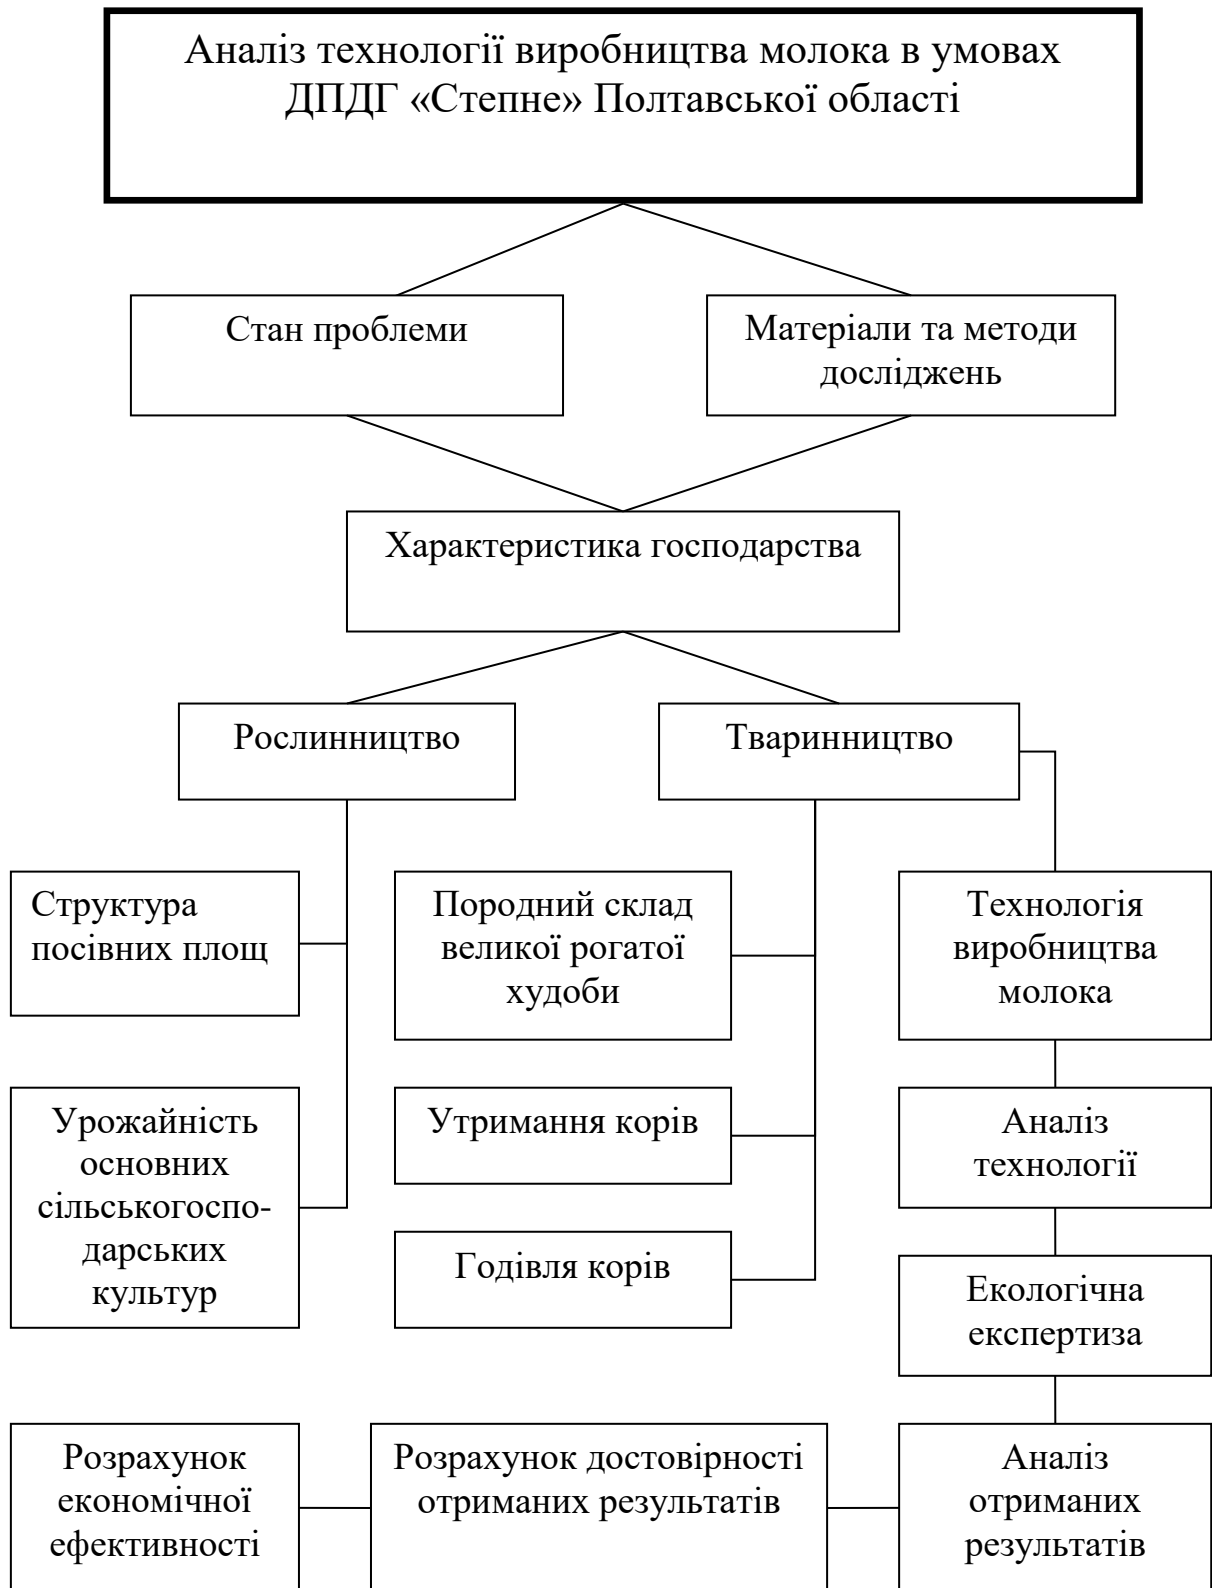 Аналіз технології виробництва молока в умовах
ДПДГ «Степне» Полтавської області
Стан проблеми
Матеріали та методи
досліджень
Характеристика господарства
Рослинництво
Тваринництво
Структура
посівних площ
Породний склад
великої рогатої
худоби
Технологія
виробництва
молока
Урожайність
основних
сільськогоспо-
дарських
культур
Утримання корів
Аналіз
технології
Годівля корів
Екологічна
експертиза
Розрахунок
економічної
ефективності
Розрахунок достовірності
отриманих результатів
Аналіз
отриманих
результатів